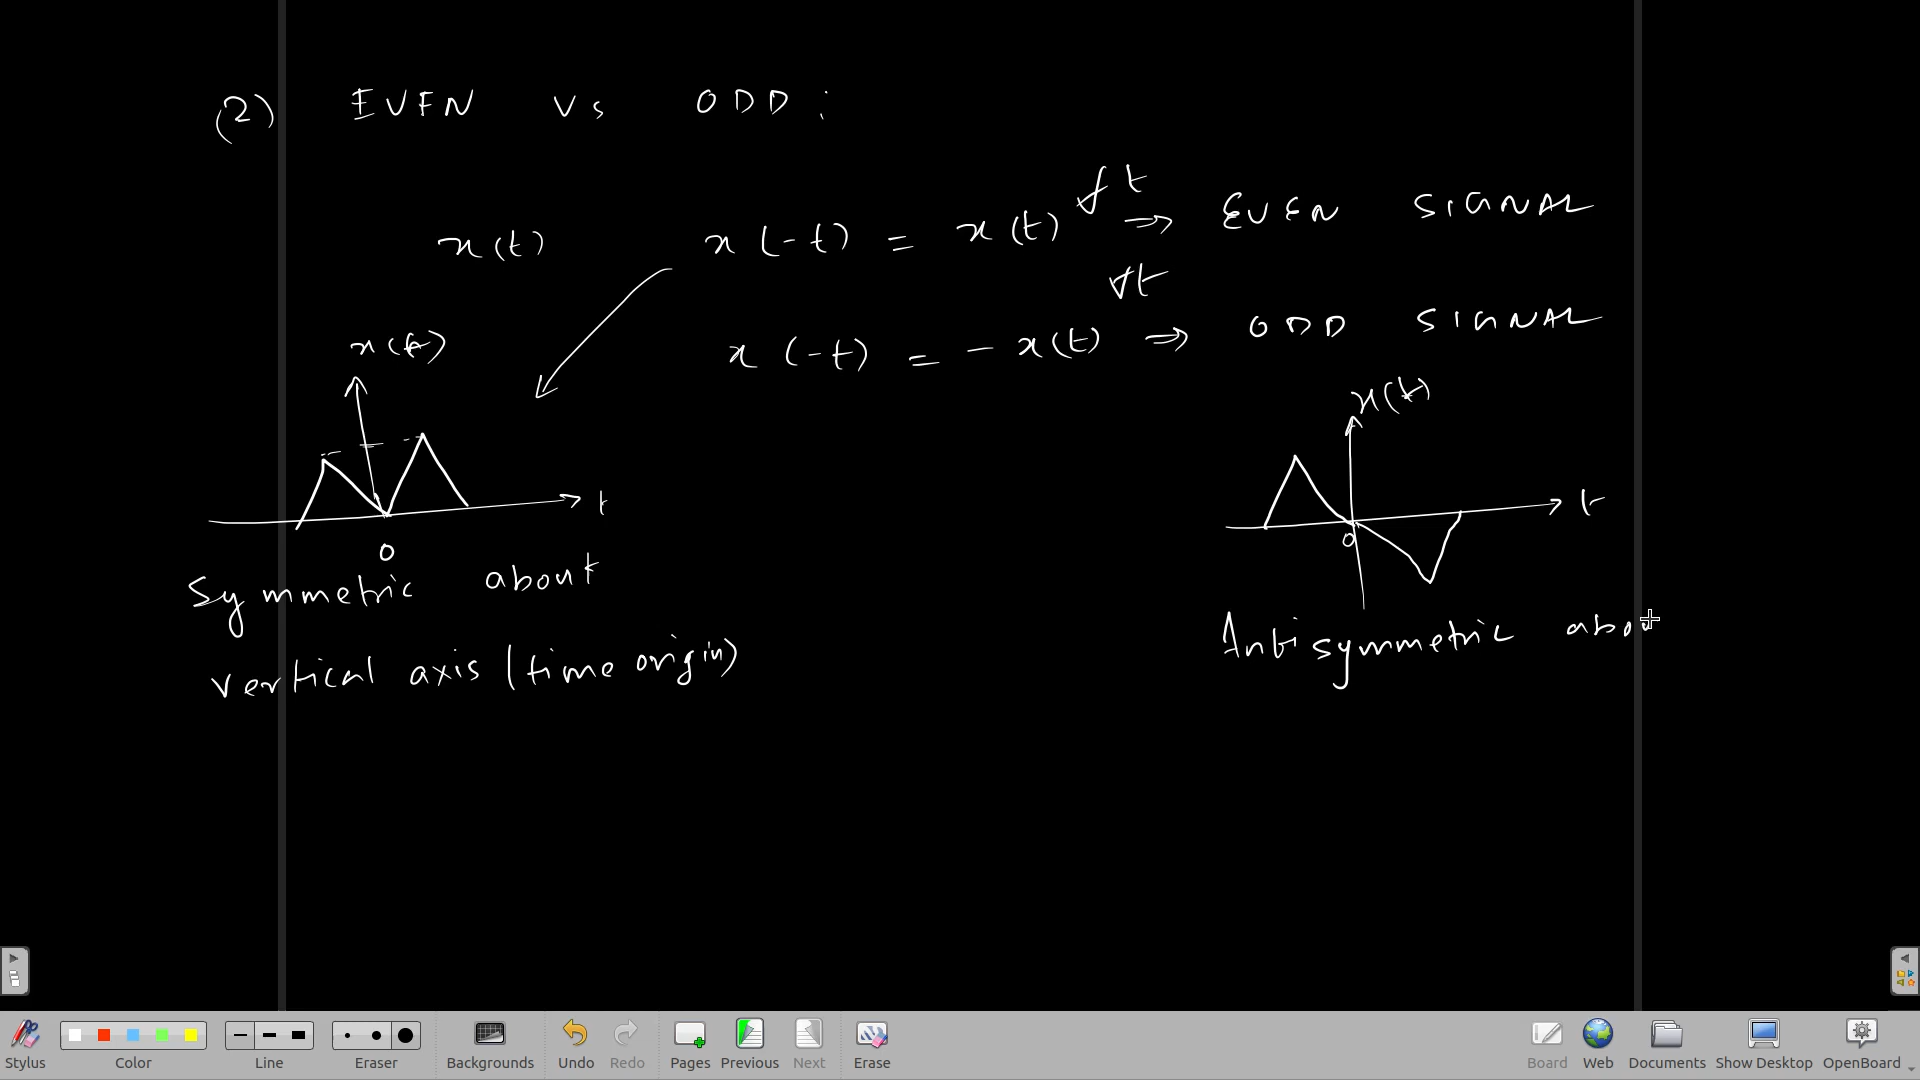 (2) EVEN Vs ODD :
x(t) x(-t) = x(t) ∀t ⇒ EVEN SIGNAL
x(-t) = - x(t) ∀t ⇒ ODD SIGNAL
x(t)
t
0
Symmetric about
vertical axis (time origin)
x(t)
t
0
Antisymmetric abou
Stylus Color Line Eraser Backgrounds Undo Redo Pages Previous Next Erase Board Web Documents Show Desktop OpenBoard